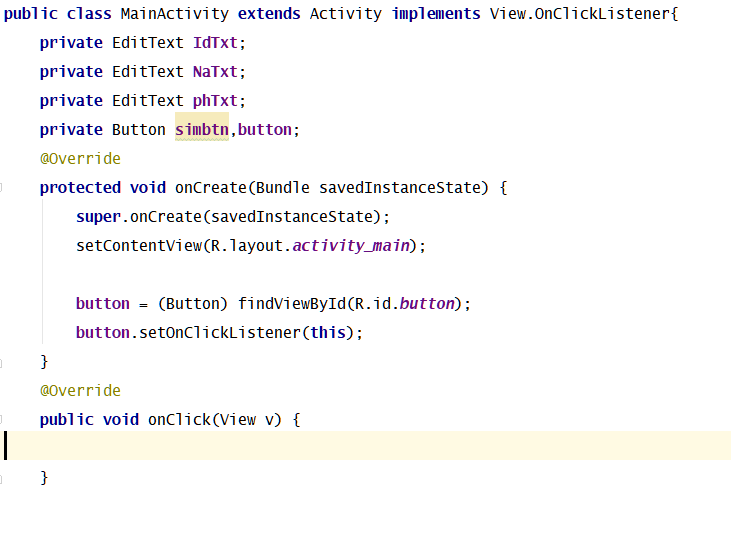 public class MainActivity extends Activity implements View.OnClickListener{
    private EditText IdTxt;
    private EditText NaTxt;
    private EditText phTxt;
    private Button simbtn,button;
    @Override
    protected void onCreate(Bundle savedInstanceState) {
        super.onCreate(savedInstanceState);
        setContentView(R.layout.activity_main);
        button = (Button) findViewById(R.id.button);
        button.setOnClickListener(this);
    }
    @Override
    public void onClick(View v) {
    }